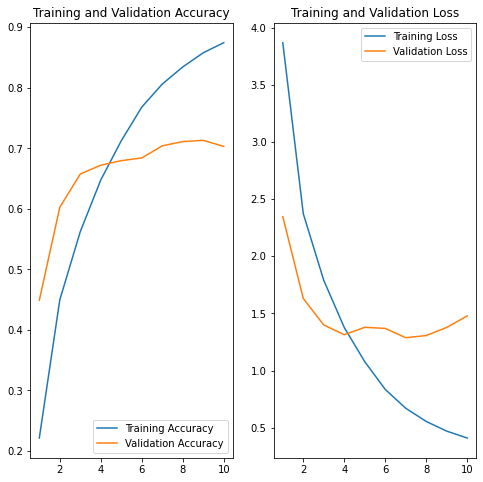 Training and Validation Accuracy
0.9
0.8
0.7
0.6
0.5
0.4
0.3
0.2
2 4 6 8 10
Training Accuracy
Validation Accuracy
Training and Validation Loss
4.0
3.5
3.0
2.5
2.0
1.5
1.0
0.5
2 4 6 8 10
Training Loss
Validation Loss